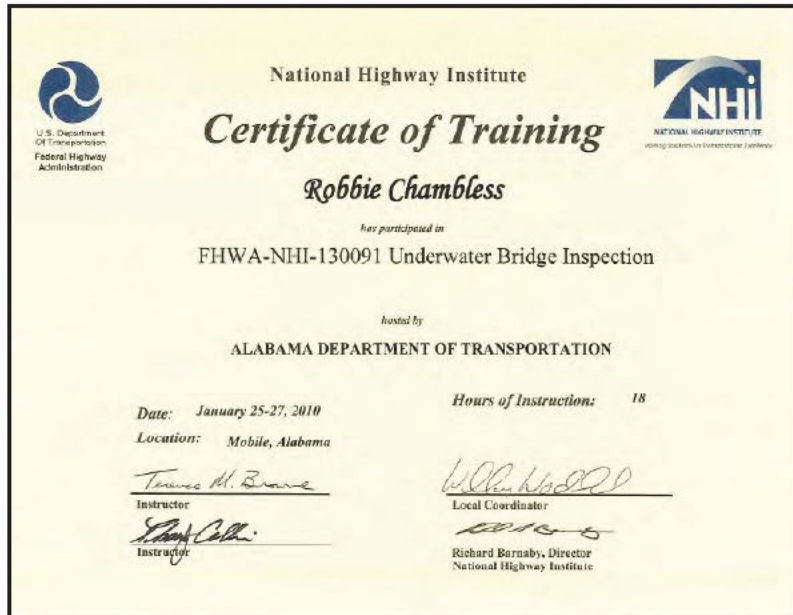 National Highway Institute
U.S. Department
Of Transportation
Federal Highway
Administration
NHI
NATIONAL HIGHWAY INSTITUTE
Certificate of Training
Robbie Chambless
has participated in
FHWA-NHI-130091 Underwater Bridge Inspection
hosted by
ALABAMA DEPARTMENT OF TRANSPORTATION
Date: January 25-27, 2010
Hours of Instruction: 18
Location: Mobile, Alabama
Terence M. Browne
Instructor
Local Coordinator
Instructor
Richard Barnaby, Director
National Highway Institute